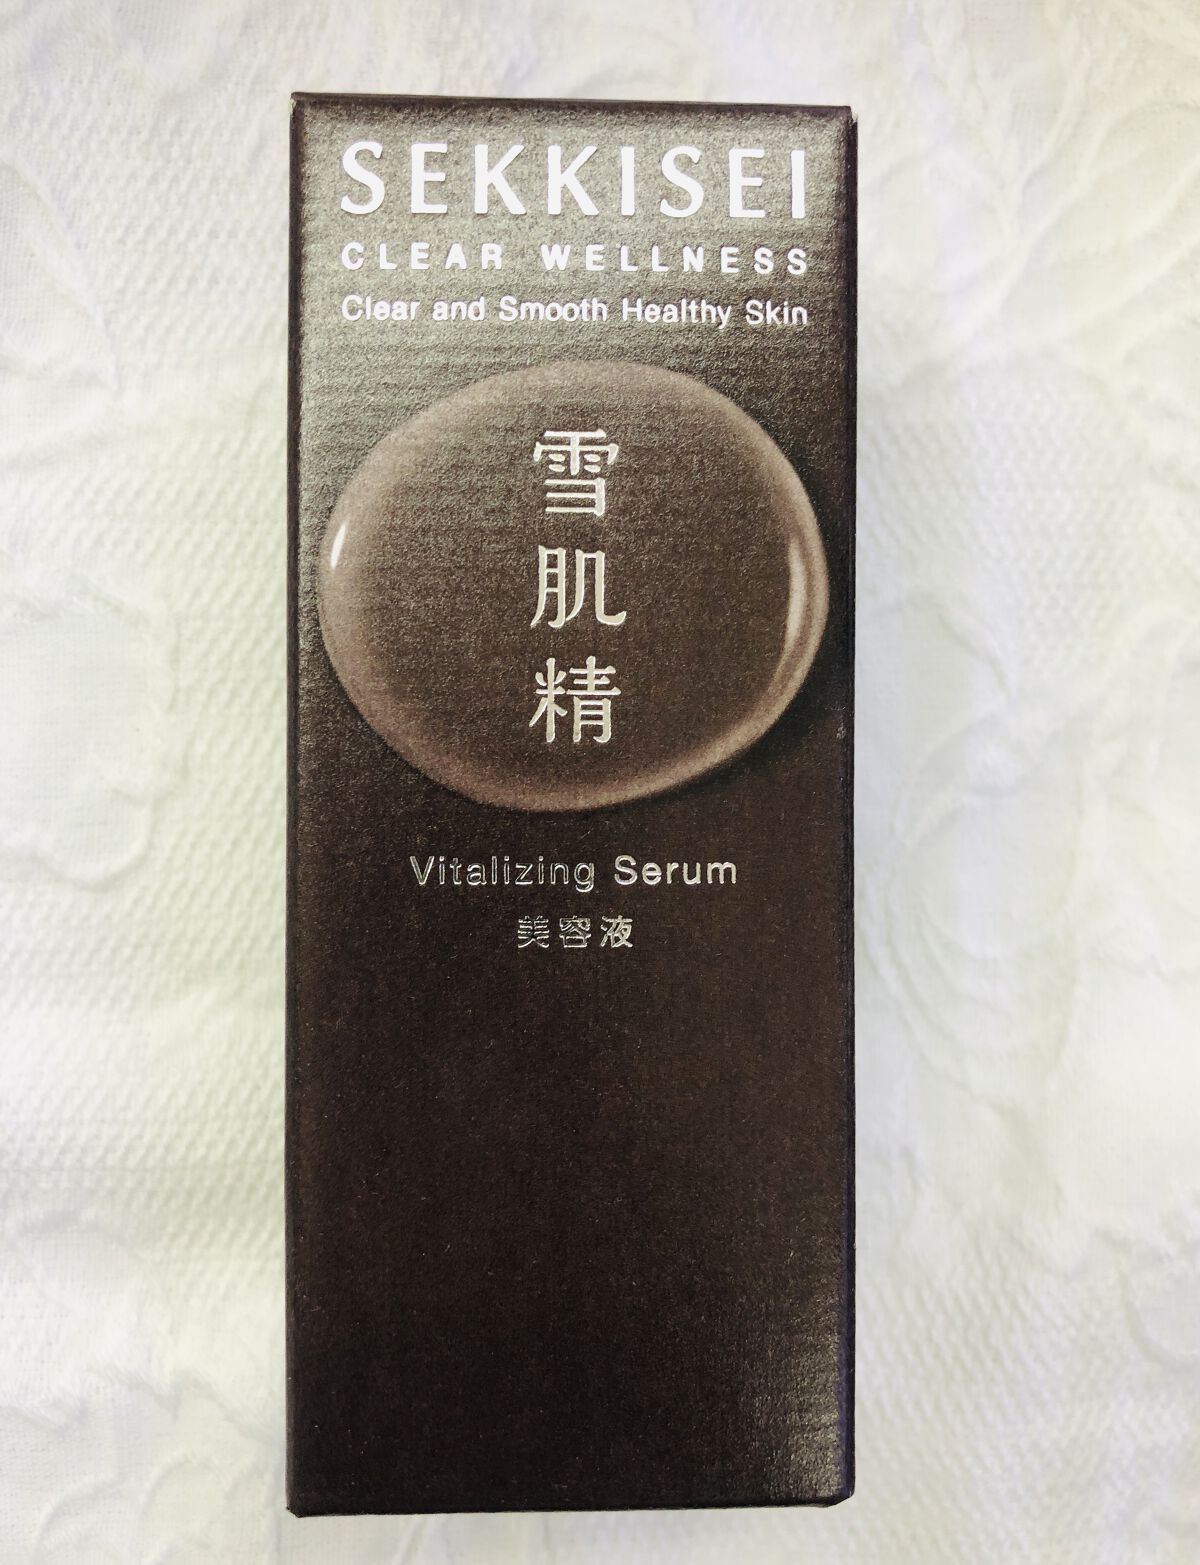 SEKKISEI
CLEAR WELLNESS
Clear and Smooth Healthy Skin
雪肌精
Vitalizing Serum
美容液